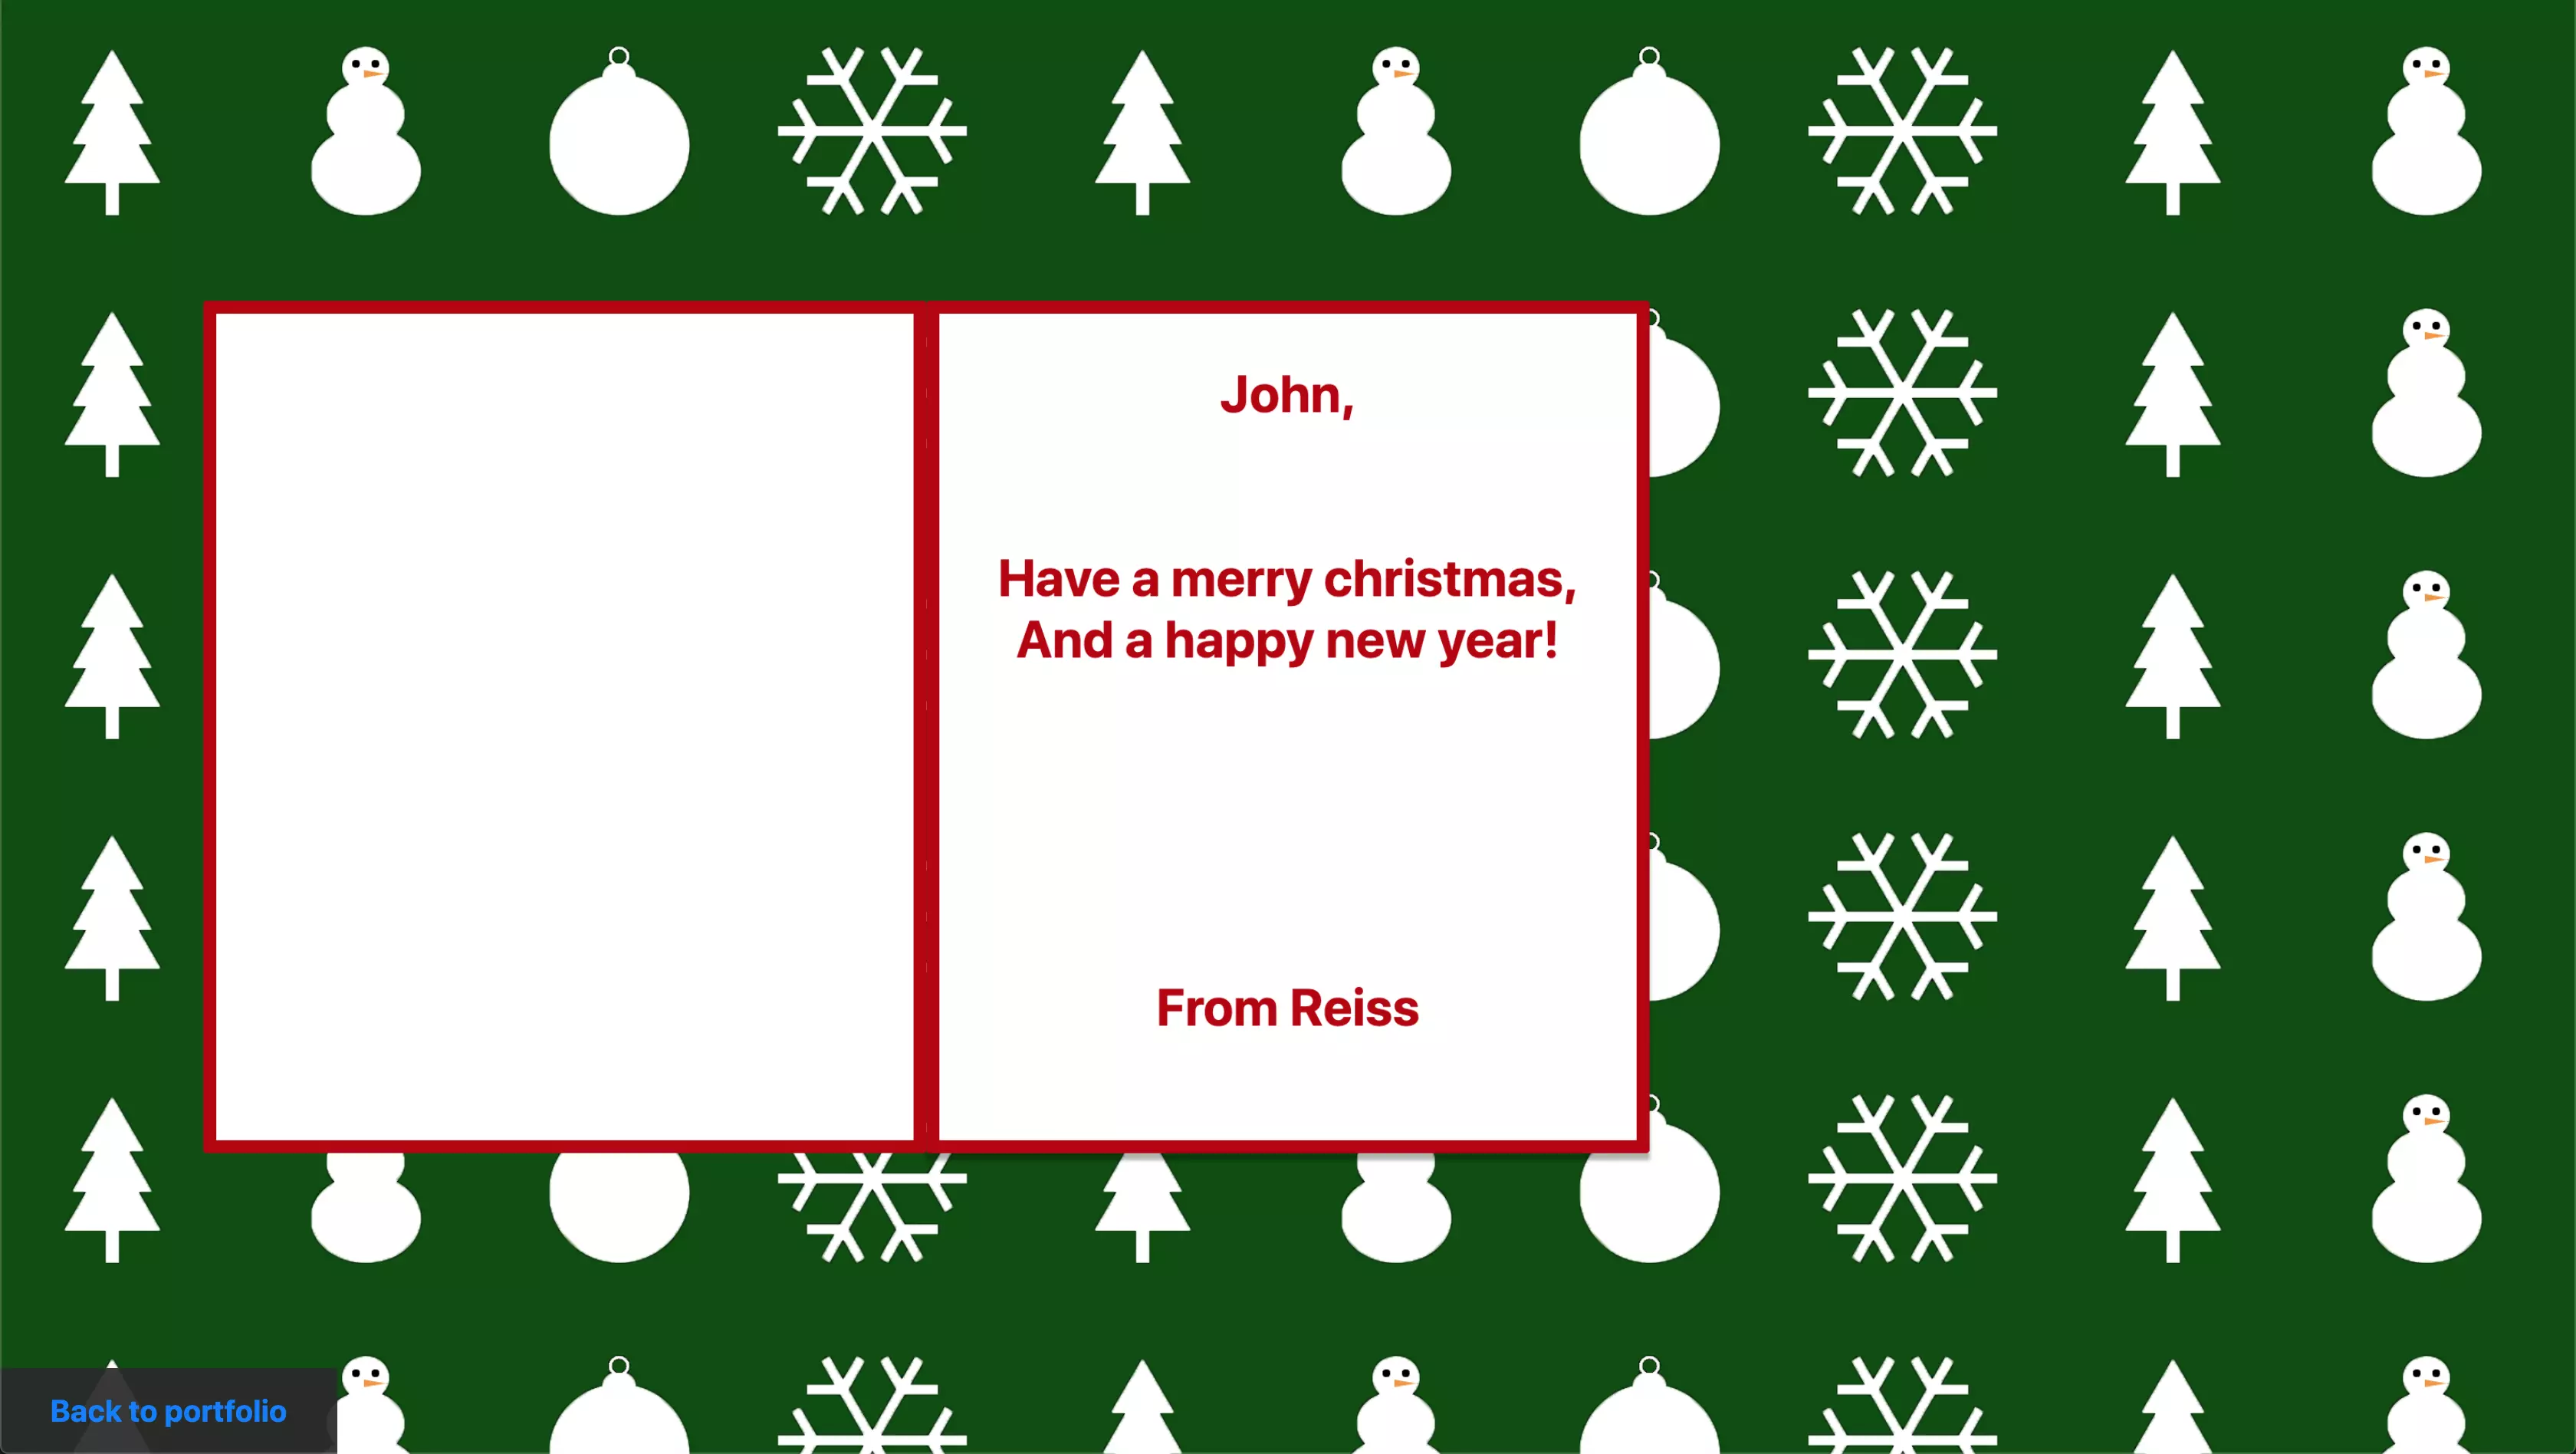 John,
Have a merry christmas,
And a happy new year!
From Reiss
Back to portfolio